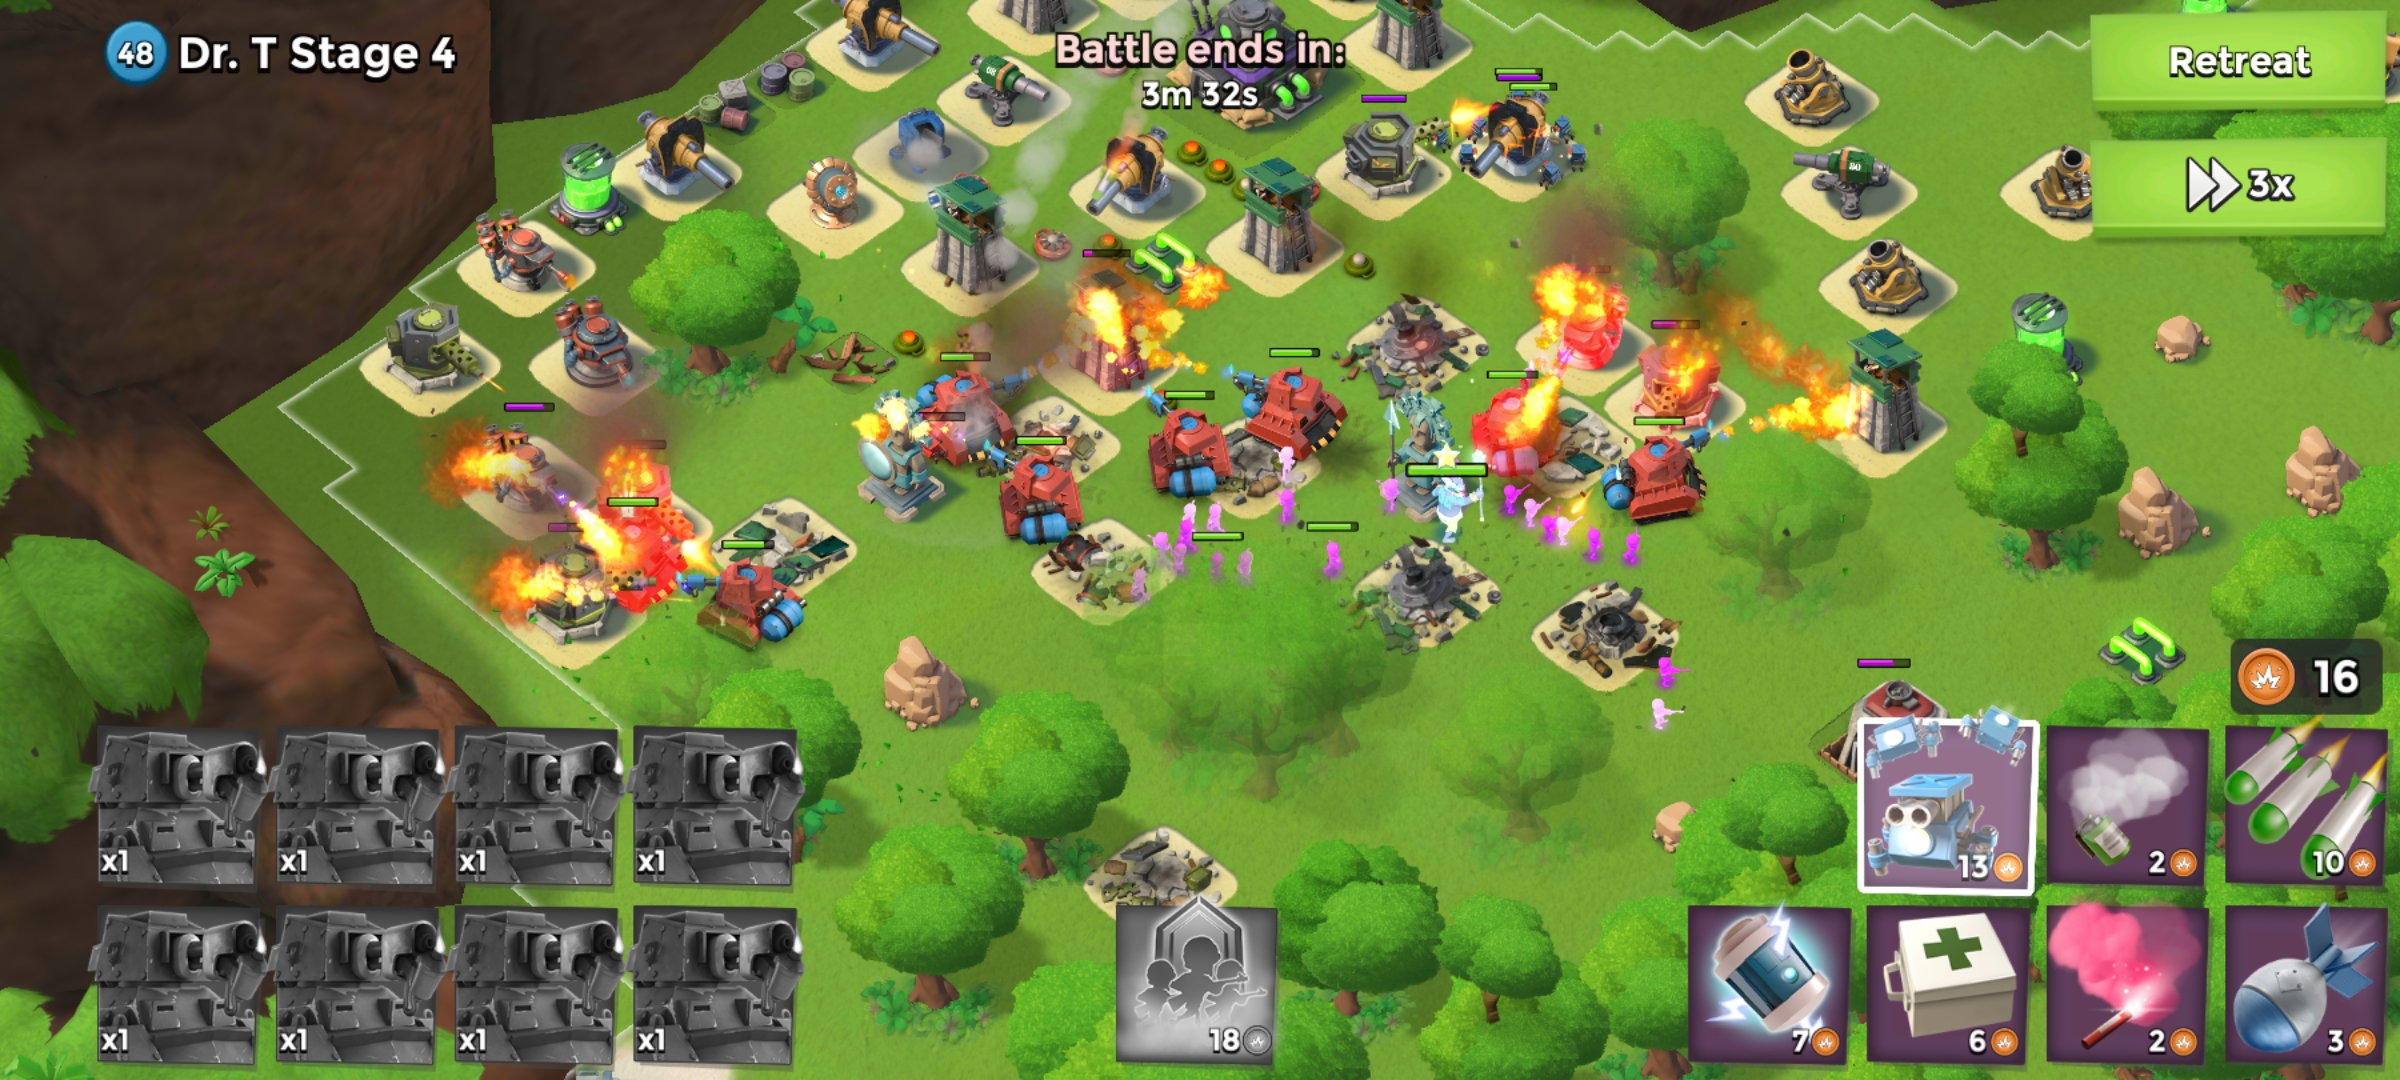 48 Dr. T Stage 4
Battle ends in:
3m 32s
Retreat
3x
16
13
2
10
x1
x1
x1
x1
7
6
2
3
x1
x1
x1
x1
18